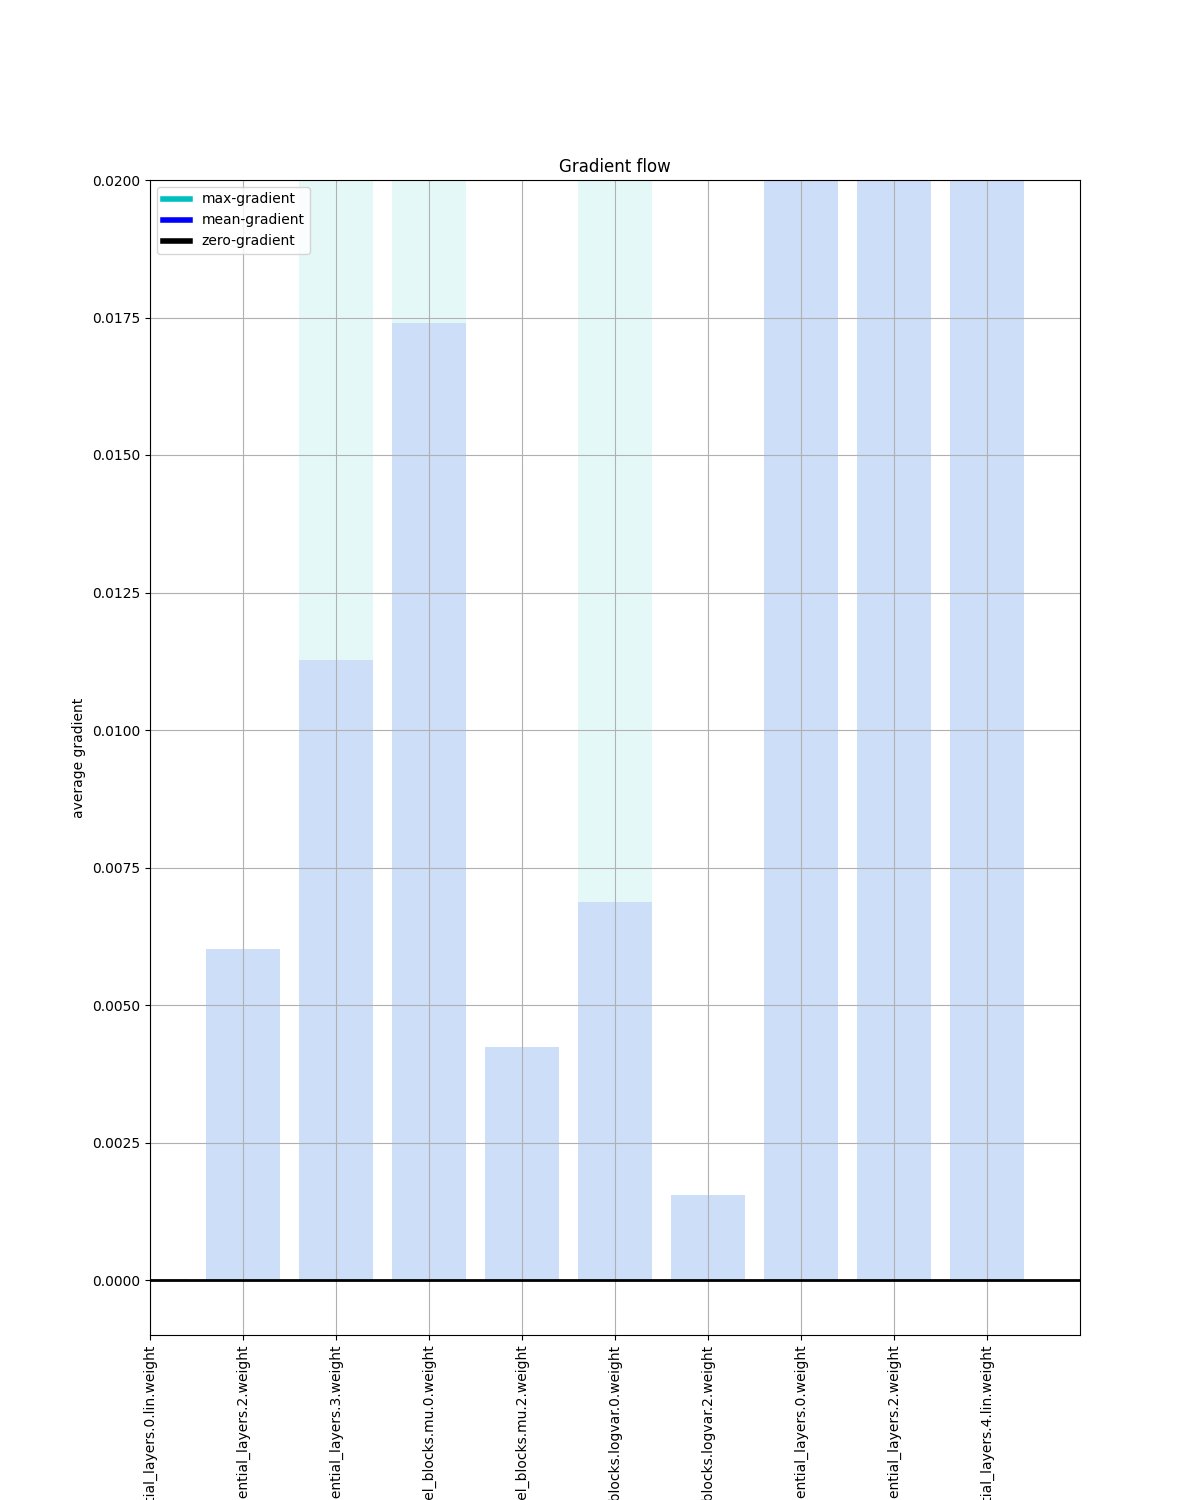 Gradient flow
max-gradient
mean-gradient
zero-gradient
average gradient
0.0200
0.0175
0.0150
0.0125
0.0100
0.0075
0.0050
0.0025
0.0000
tial_layers.0.lin.weight
ential_layers.2.weight
ential_layers.3.weight
el_blocks.mu.0.weight
el_blocks.mu.2.weight
blocks.logvar.0.weight
blocks.logvar.2.weight
ential_layers.0.weight
ential_layers.2.weight
tial_layers.4.lin.weight